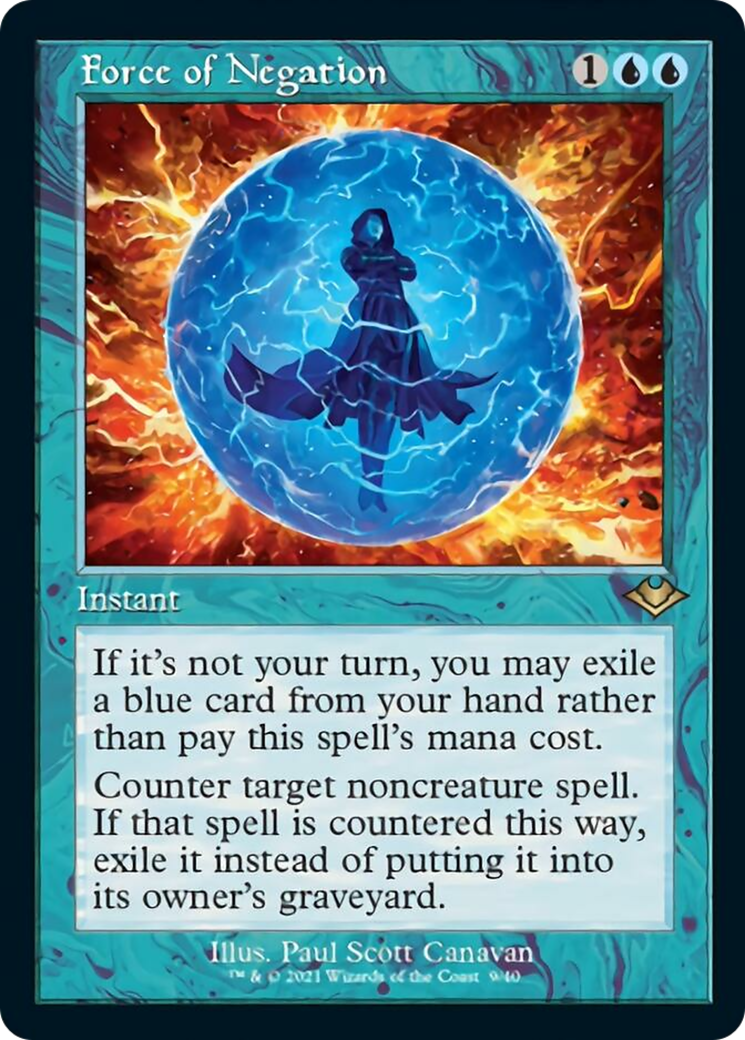 Force of Negation 1
Instant
If it's not your turn, you may exile
a blue card from your hand rather
than pay this spell's mana cost.
Counter target noncreature spell.
If that spell is countered this way,
exile it instead of putting it into
its owner's graveyard.
Illus. Paul Scott Canavan
™ & © 2021 Wizards of the Coast 9/40